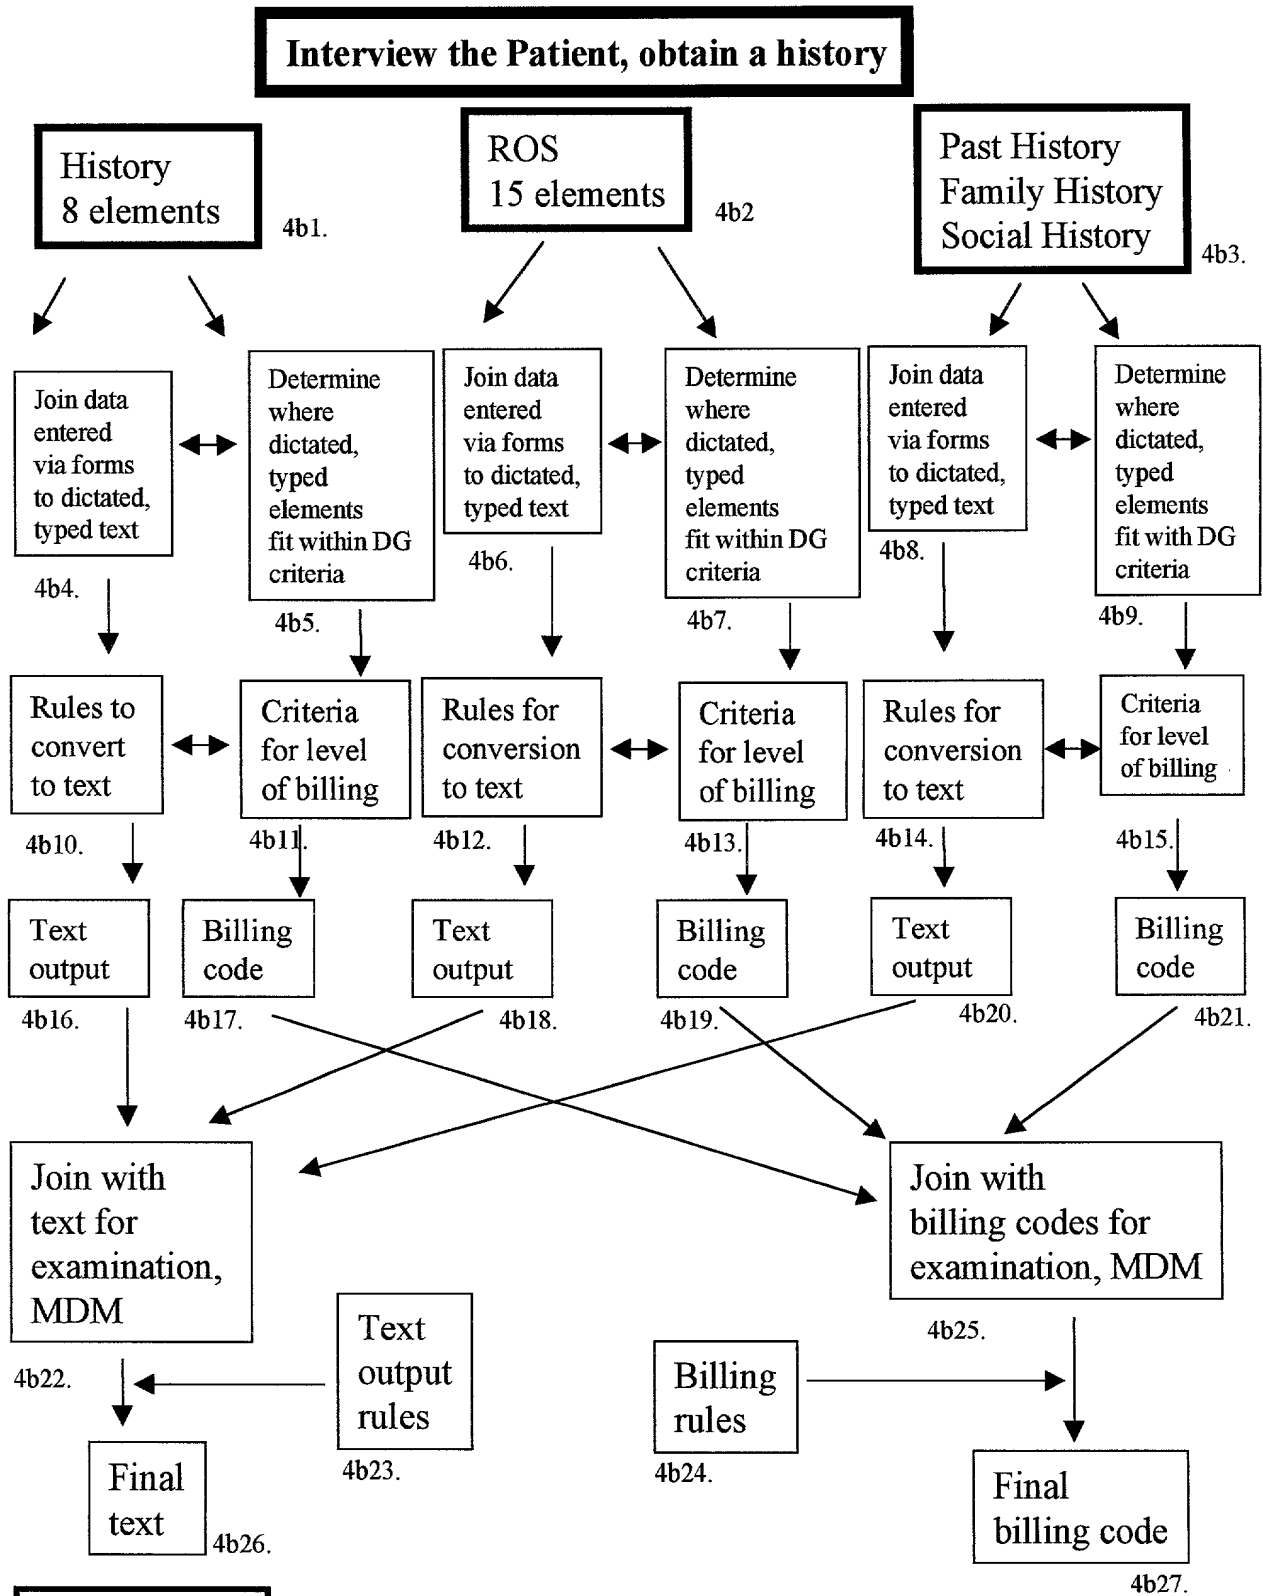 Interview the Patient, obtain a history
History
8 elements
4b1.
ROS
15 elements
4b2
Past History
Family History
Social History
4b3.
Join data
entered
via forms
to dictated,
typed text
4b4.
Determine
where
dictated,
typed
elements
fit within DG
criteria
4b5.
Join data
entered
via forms
to dictated,
typed text
4b6.
Determine
where
dictated,
typed
elements
fit within DG
criteria
4b7.
Join data
entered
via forms
to dictated,
typed text
4b8.
Determine
where
dictated,
typed
elements
fit with DG
criteria
4b9.
Rules to
convert
to text
4b10.
Criteria
for level
of billing
4b11.
Rules for
conversion
to text
4b12.
Criteria
for level
of billing
4b13.
Rules for
conversion
to text
4b14.
Criteria
for level
of billing
4b15.
Text
output
4b16.
Billing
code
4b17.
Text
output
4b18.
Billing
code
4b19.
Text
output
4b20.
Billing
code
4b21.
Join with
text for
examination,
MDM
4b22.
Text
output
rules
4b23.
Billing
rules
4b24.
Join with
billing codes for
examination, MDM
4b25.
Final
text
4b26.
Final
billing code
4b27.